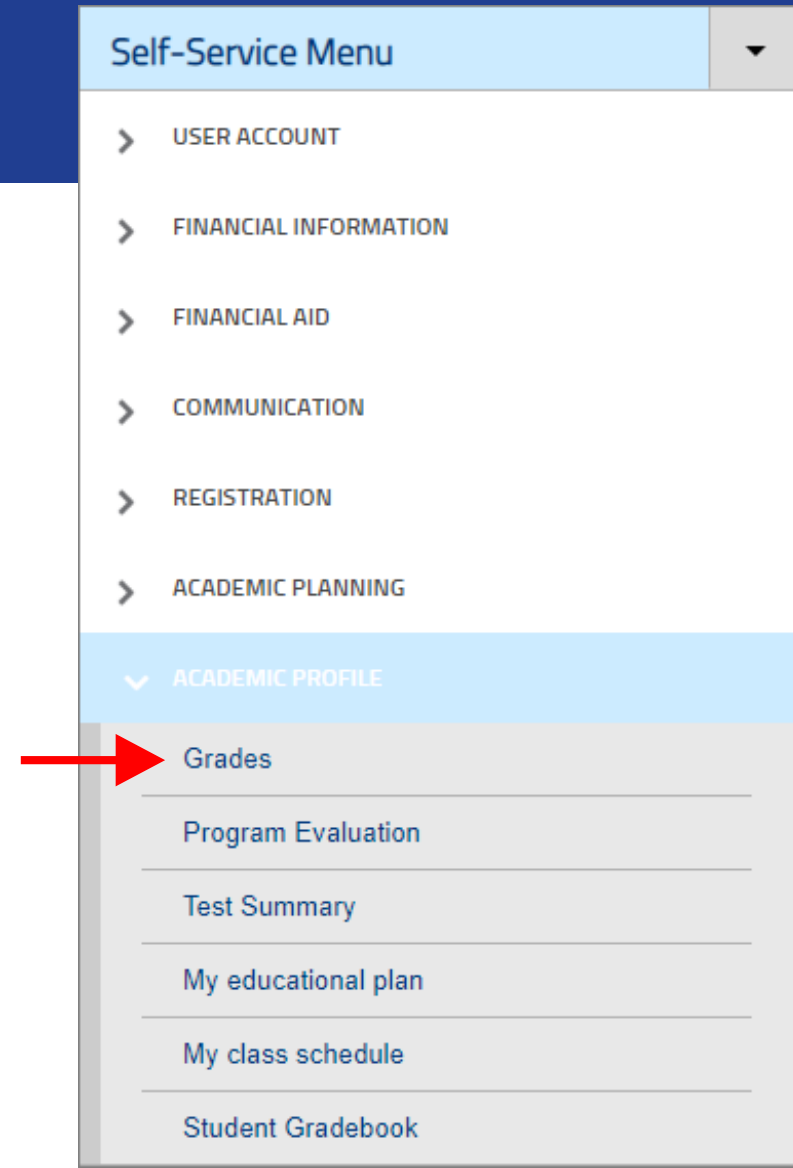 Self-Service Menu
USER ACCOUNT
FINANCIAL INFORMATION
FINANCIAL AID
COMMUNICATION
REGISTRATION
ACADEMIC PLANNING
ACADEMIC PROFILE
Grades
Program Evaluation
Test Summary
My educational plan
My class schedule
Student Gradebook